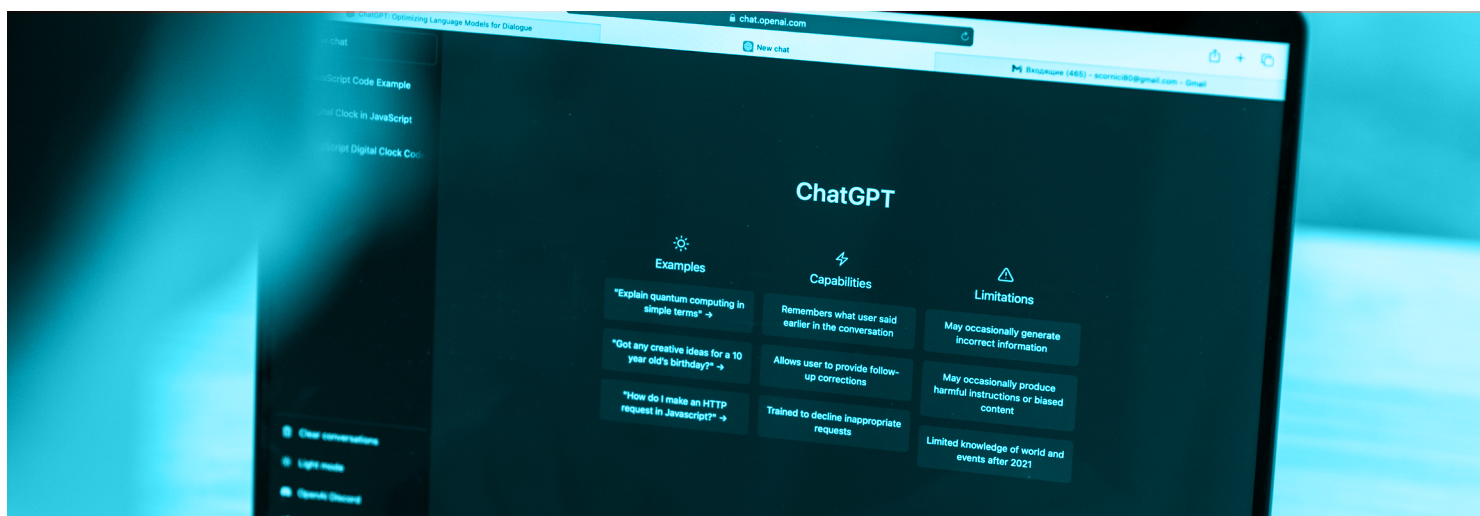 ChatGPT: Optimizing Language Models for Dialogue
chat.openai.com
New chat
Входящие (465) - scornici80@gmail.com - Gmail
chat
Script Code Example
Clock in JavaScript
Script Digital Clock Cod
ChatGPT
Examples
"Explain quantum computing in
simple terms" →
"Got any creative ideas for a 10
year old's birthday?" →
"How do I make an HTTP
request in Javascript?" →
Capabilities
Remembers what user said
earlier in the conversation
Allows user to provide follow-
up corrections
Trained to decline inappropriate
requests
Limitations
May occasionally generate
incorrect information
May occasionally produce
harmful instructions or biased
content
Limited knowledge of world and
events after 2021
Clear conversations
Light mode
OpenAI Discord